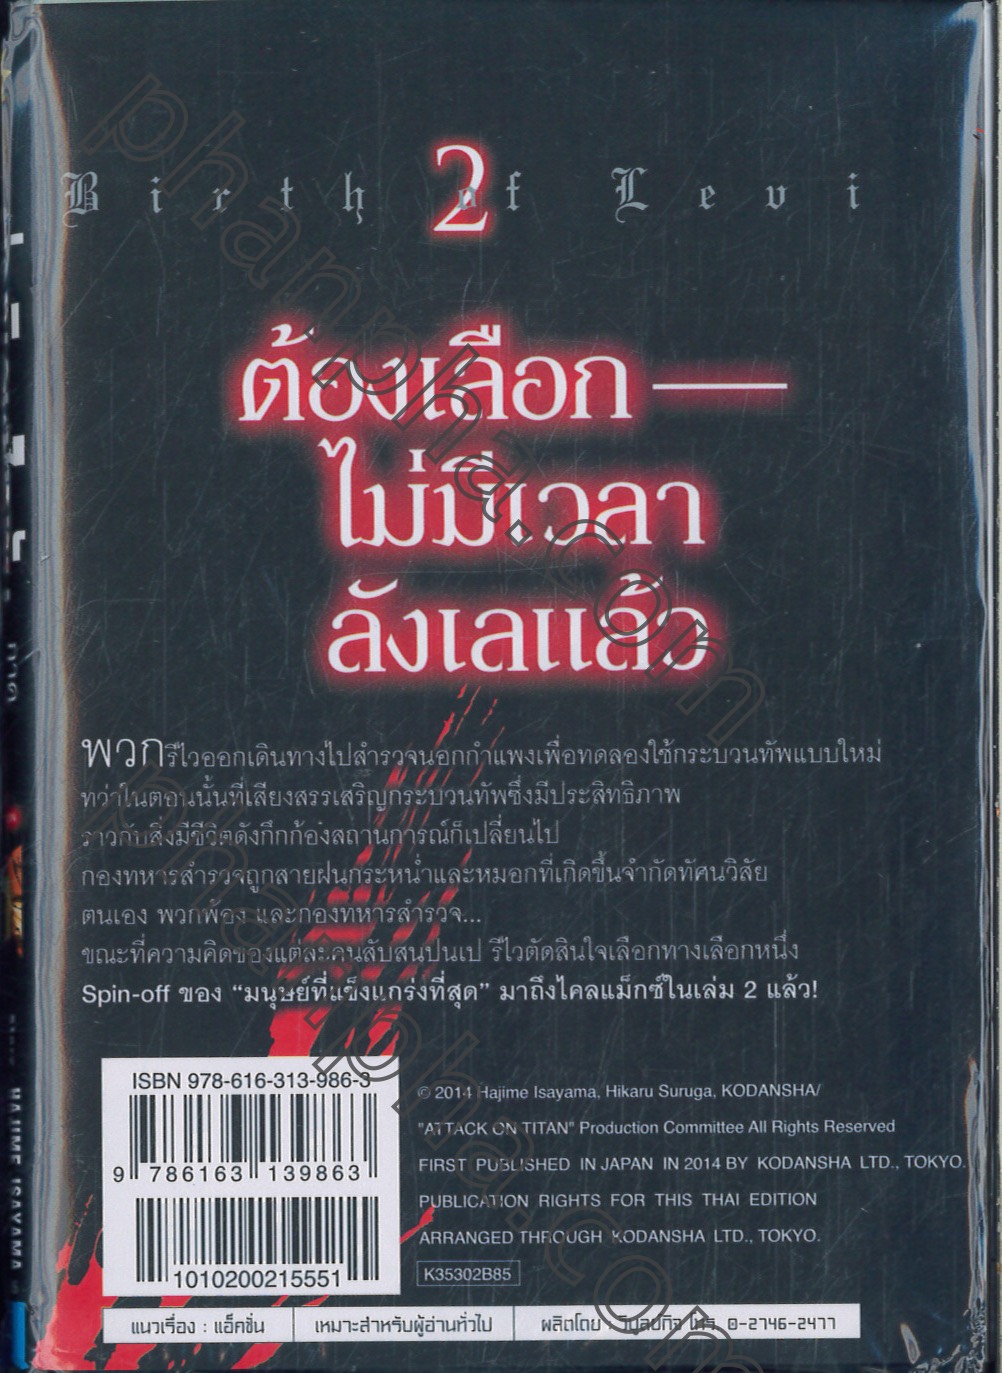 2
Birth of Levi
ต้องเลือก—
ไม่มีเวลา
ลังเลแล้ว
พวกรีไวออกเดินทางไปสำรวจนอกกำแพงเพื่อทดลองใช้กระบวนทัพแบบใหม่
ทว่าในตอนนั้นที่เสียงสรรเสริญกระบวนทัพซึ่งมีประสิทธิภาพ
ราวกับสิ่งมีชีวิตดังกึกก้องสถานการณ์ก็เปลี่ยนไป
กองทหารสำรวจถูกสายฝนกระหน่ำและหมอกที่เกิดขึ้นจำกัดทัศนวิสัย
ตนเอง พวกพ้อง และกองทหารสำรวจ...
ขณะที่ความคิดของแต่ละคนสับสนปนเป รีไวตัดสินใจเลือกทางเลือกหนึ่ง
Spin-off ของ “มนุษย์ที่แข็งแกร่งที่สุด” มาถึงไคลแม็กซ์ในเล่ม 2 แล้ว!
ISBN 978-616-313-986-3
9 786163 139863
1010200215551
© 2014 Hajime Isayama, Hikaru Suruga, KODANSHA/
"ATTACK ON TITAN" Production Committee All Rights Reserved
FIRST PUBLISHED IN JAPAN IN 2014 BY KODANSHA LTD., TOKYO.
PUBLICATION RIGHTS FOR THIS THAI EDITION
ARRANGED THROUGH KODANSHA LTD., TOKYO.
K35302B85
แนวเรื่อง : แอ็คชั่น
เหมาะสำหรับผู้อ่านทั่วไป
ผลิตโดย : วิบูลย์กิจ โทร. 0-2746-2477
HAJIME ISAYAMA
phanpha.com
phanpha.com